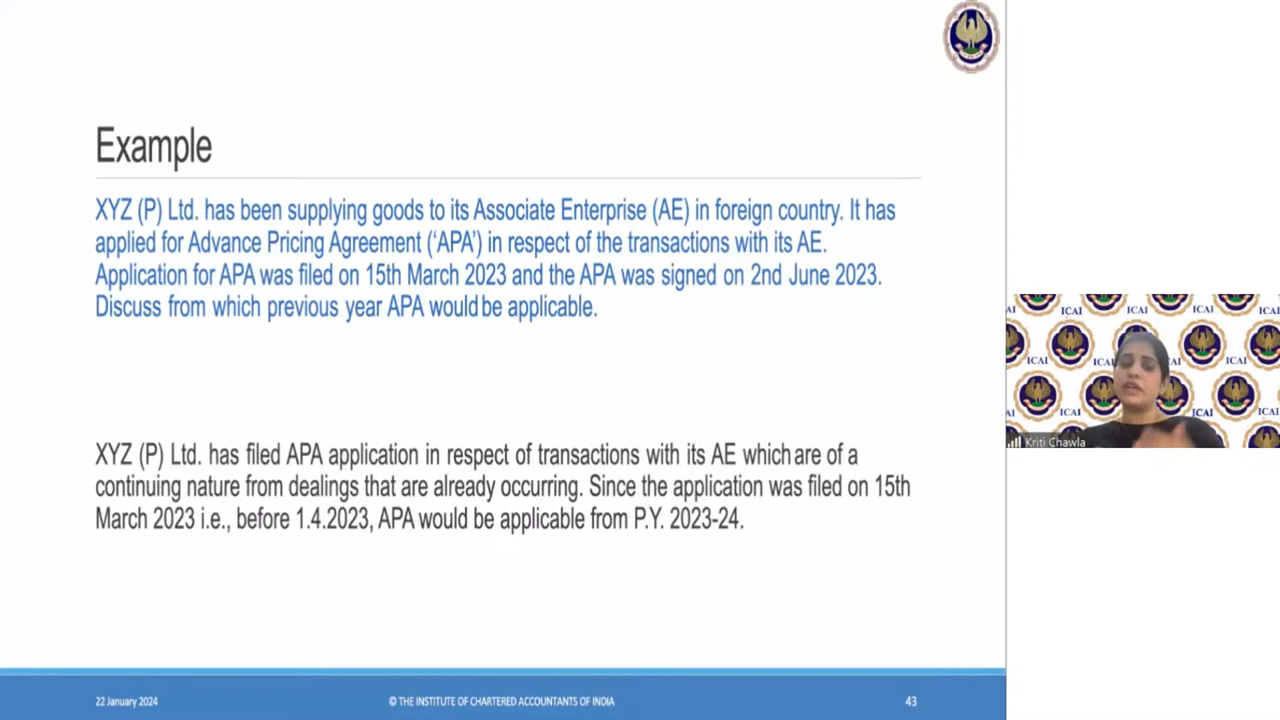 Example
XYZ (P) Ltd. has been supplying goods to its Associate Enterprise (AE) in foreign country. It has
applied for Advance Pricing Agreement ('APA') in respect of the transactions with its AE.
Application for APA was filed on 15th March 2023 and the APA was signed on 2nd June 2023.
Discuss from which previous year APA would be applicable.
XYZ (P) Ltd. has filed APA application in respect of transactions with its AE which are of a
continuing nature from dealings that are already occurring. Since the application was filed on 15th
March 2023 i.e., before 1.4.2023, APA would be applicable from P.Y. 2023-24.
ICAI
ICAI
ICAI
ICAI
ICAI
ICAI
Kriti Chawla
22 January 2024
© THE INSTITUTE OF CHARTERED ACCOUNTANTS OF INDIA
43